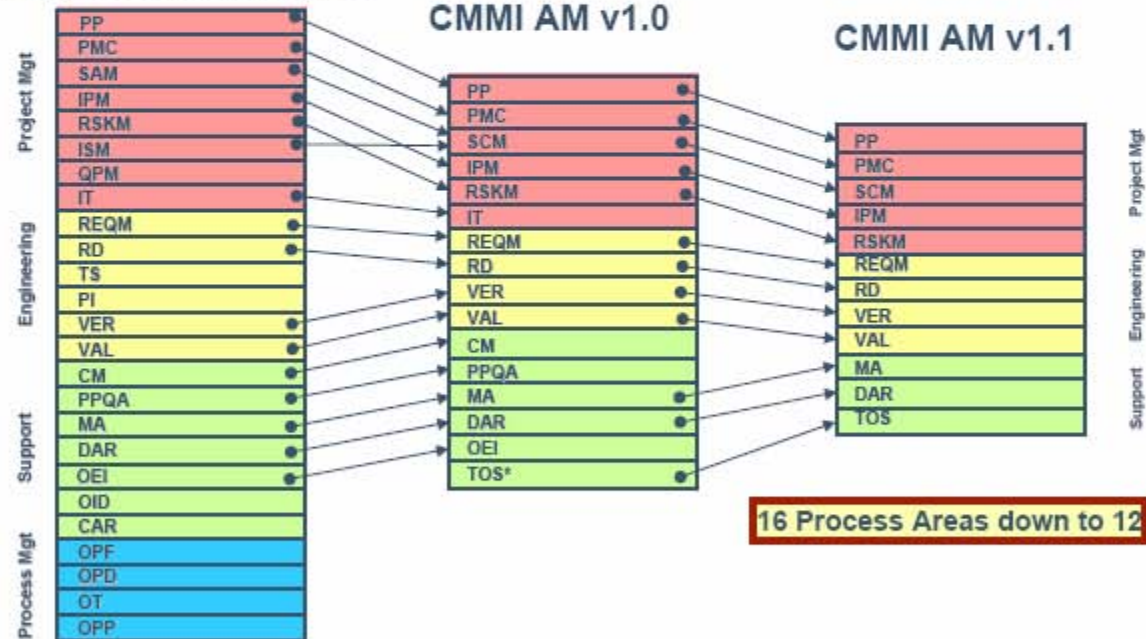 CMMI AM v1.0
CMMI AM v1.1
Project Mgt
PP
PMC
SAM
IPM
RSKM
ISM
QPM
IT
Engineering
REQM
RD
TS
PI
VER
VAL
Support
CM
PPQA
MA
DAR
OEI
OID
CAR
Process Mgt
OPF
OPD
OT
OPP
PP
PMC
SCM
IPM
RSKM
IT
REQM
RD
VER
VAL
CM
PPQA
MA
DAR
OEI
TOS*
PP
PMC
SCM
IPM
RSKM
REQM
RD
VER
VAL
MA
DAR
TOS
Project Mgt
Engineering
Support
16 Process Areas down to 12